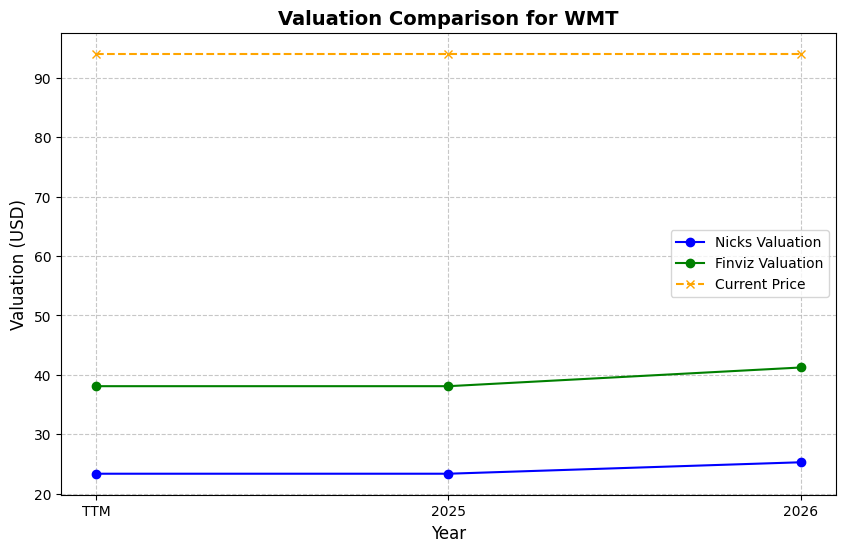 Valuation Comparison for WMT
Valuation (USD)
90
80
70
60
50
40
30
20
Nicks Valuation
Finviz Valuation
Current Price
TTM
2025
2026
Year